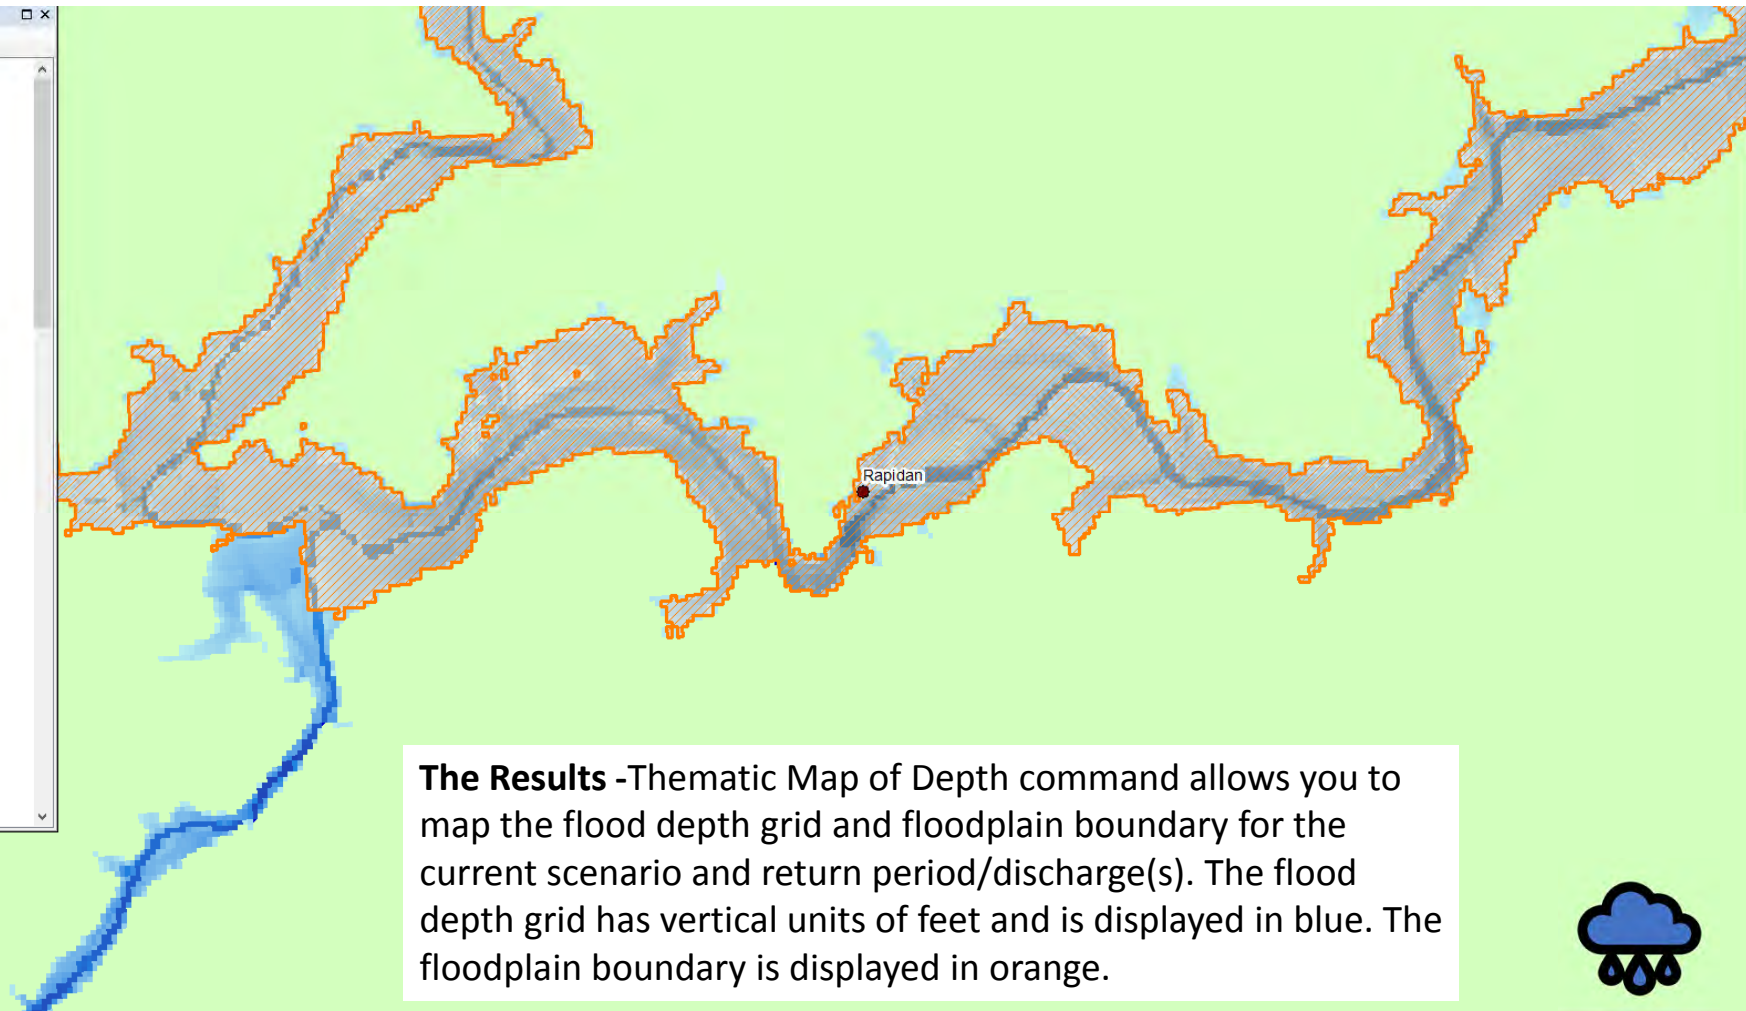 Rapidan
The Results -Thematic Map of Depth command allows you to
map the flood depth grid and floodplain boundary for the
current scenario and return period/discharge(s). The flood
depth grid has vertical units of feet and is displayed in blue. The
floodplain boundary is displayed in orange.